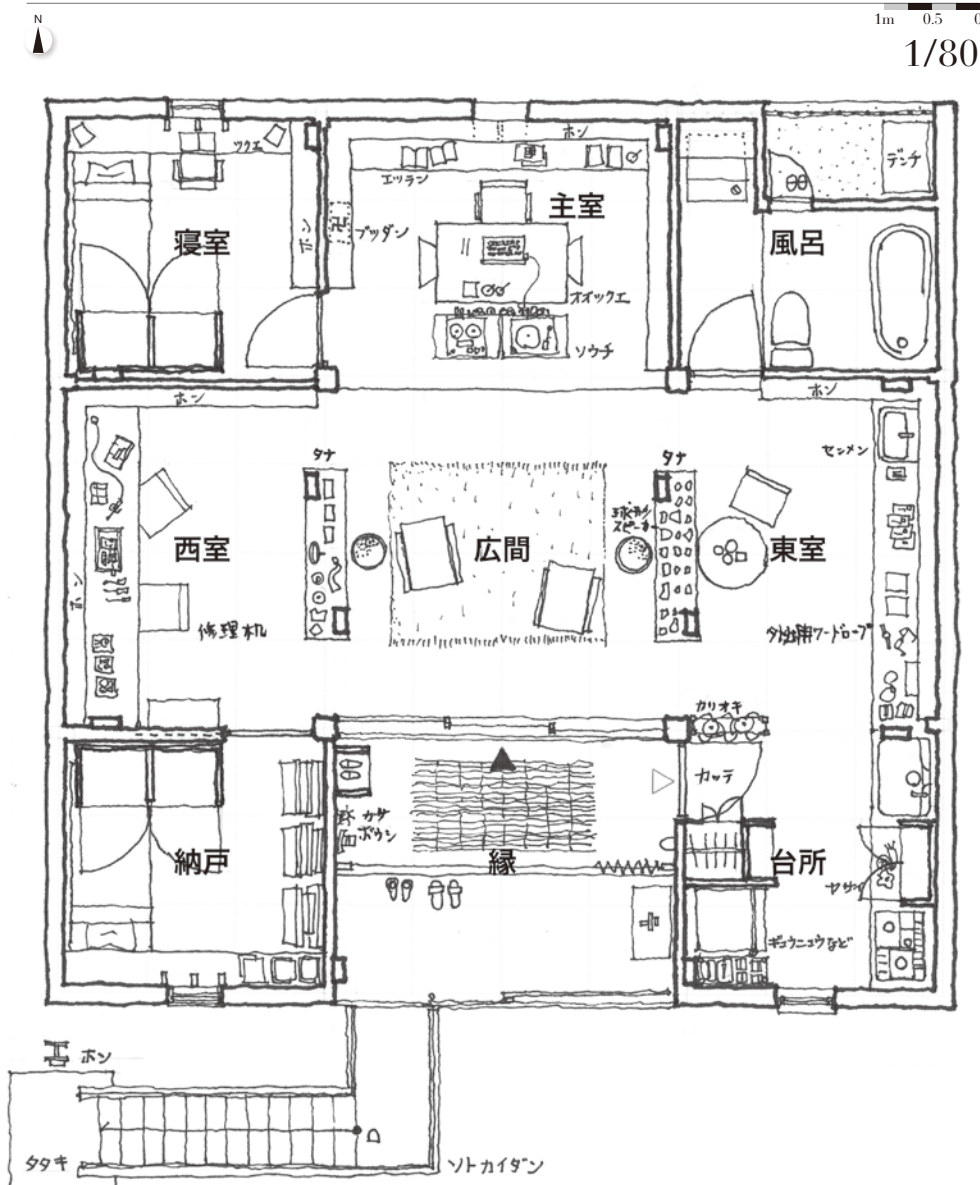 N
1m 0.5 0
1/80
ツクエ
ホン
エツラン
主室
デンチ
寝室
ホン
ブツダン
風呂
オオヅクエ
ソウチ
ホン
ホン
タナ
タナ
センメン
球形
スピーカ
西室
広間
東室
ホン
修理机
外出用ワードローブ
カリオキ
カッテ
カサ
ボウシ
納戸
縁
台所
ヤサイ
ギュウニュウなど
ホン
D
タタキ
ソトカイダン